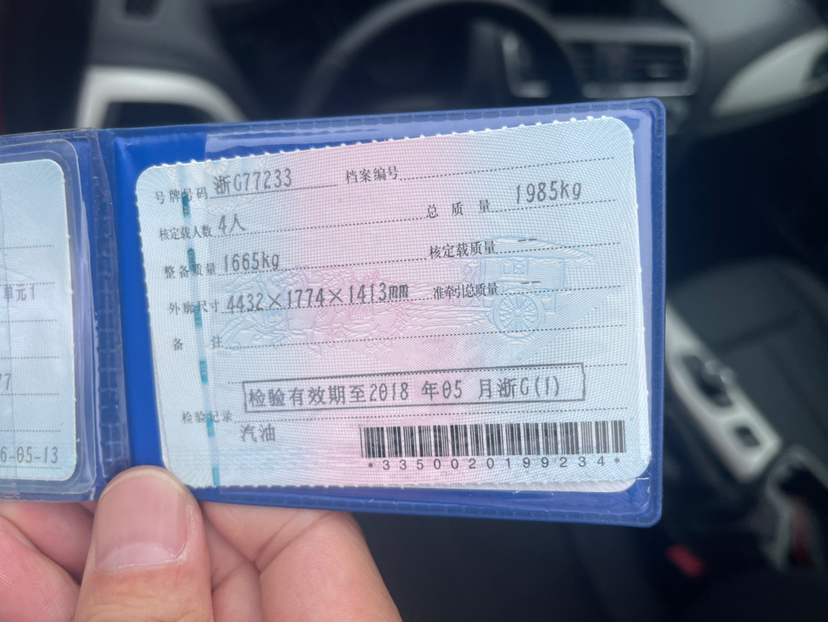 号牌号码 浙G77233 档案编号
核定载人数 4人 总质量 1985kg
整备质量 1665kg 核定载质量 --
外廓尺寸 4432×1774×1413mm 准牵引总质量 --
备注
检验有效期至2018年05月浙G(1)
检验记录
汽油
*3350020199234*
单元1
77
6-05-13